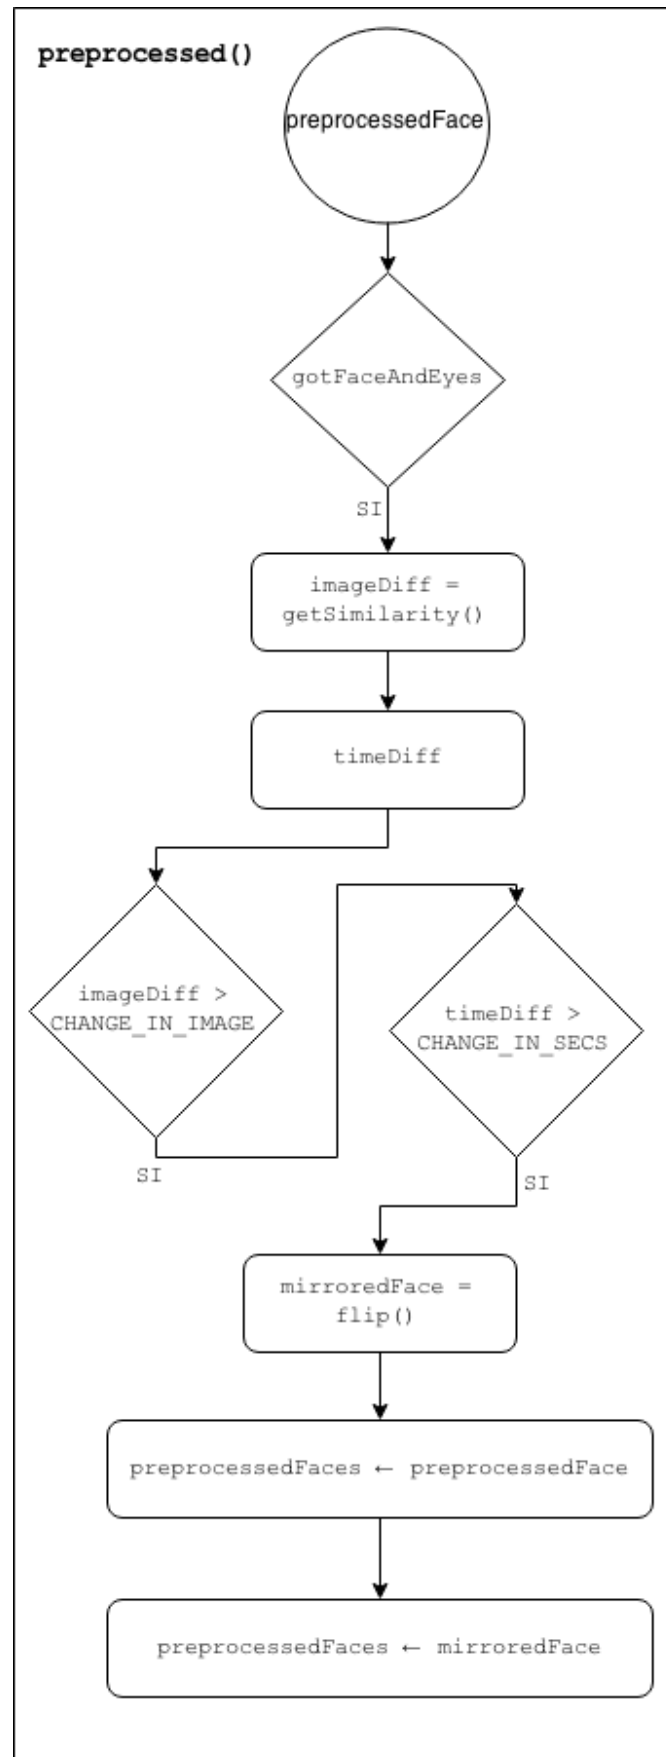 preprocessed()
preprocessedFace
gotFaceAndEyes
SI
imageDiff =
getSimilarity()
timeDiff
imageDiff >
CHANGE_IN_IMAGE
SI
timeDiff >
CHANGE_IN_SECS
SI
mirroredFace =
flip()
preprocessedFaces ← preprocessedFace
preprocessedFaces ← mirroredFace